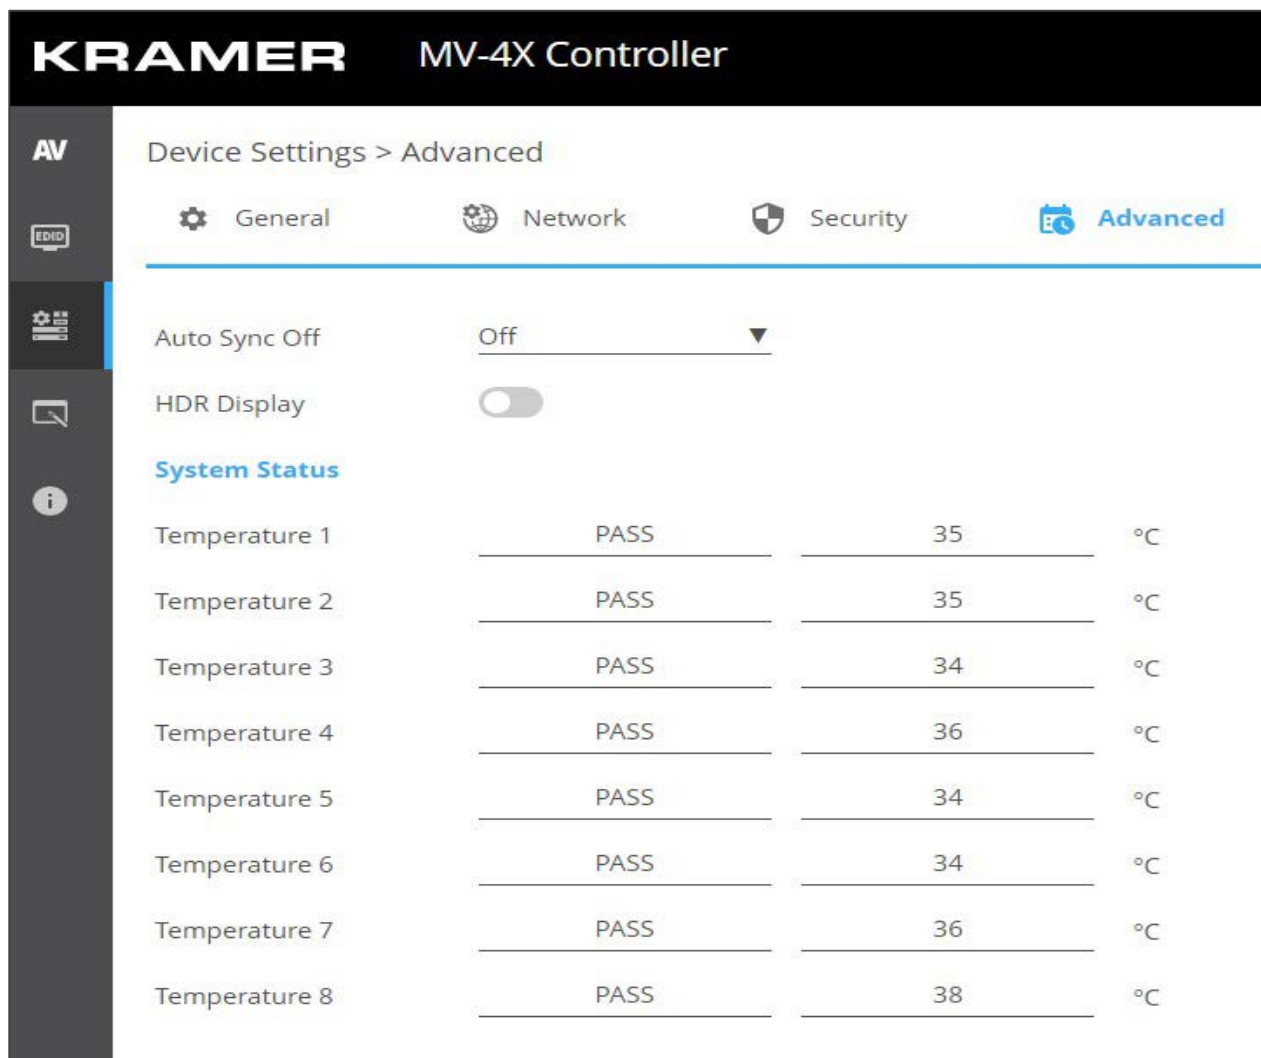 KRAMER MV-4X Controller
AV
Device Settings > Advanced
General Network Security Advanced
EDID
Auto Sync Off Off
HDR Display
System Status
Temperature 1 PASS 35 °C
Temperature 2 PASS 35 °C
Temperature 3 PASS 34 °C
Temperature 4 PASS 36 °C
Temperature 5 PASS 34 °C
Temperature 6 PASS 34 °C
Temperature 7 PASS 36 °C
Temperature 8 PASS 38 °C